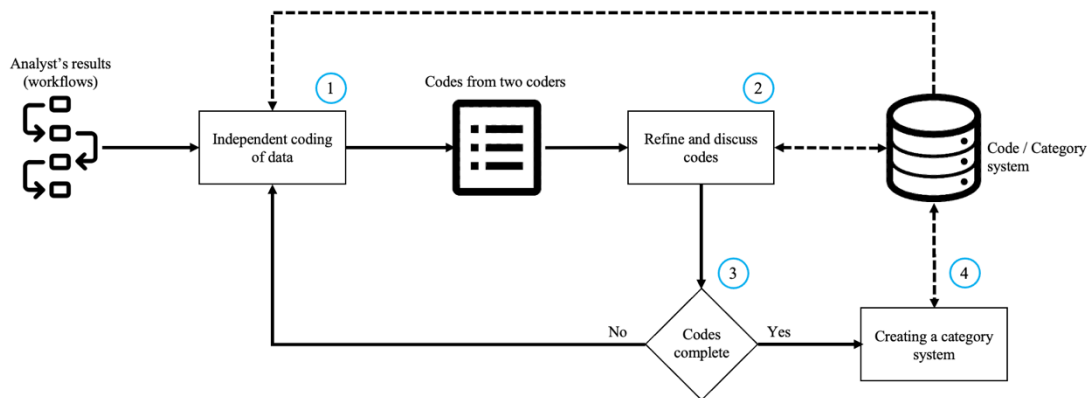 Analyst's results
(workflows)
1
Independent coding
of data
Codes from two coders
2
Refine and discuss
codes
Code / Category
system
3
Codes
complete
No
Yes
4
Creating a category
system